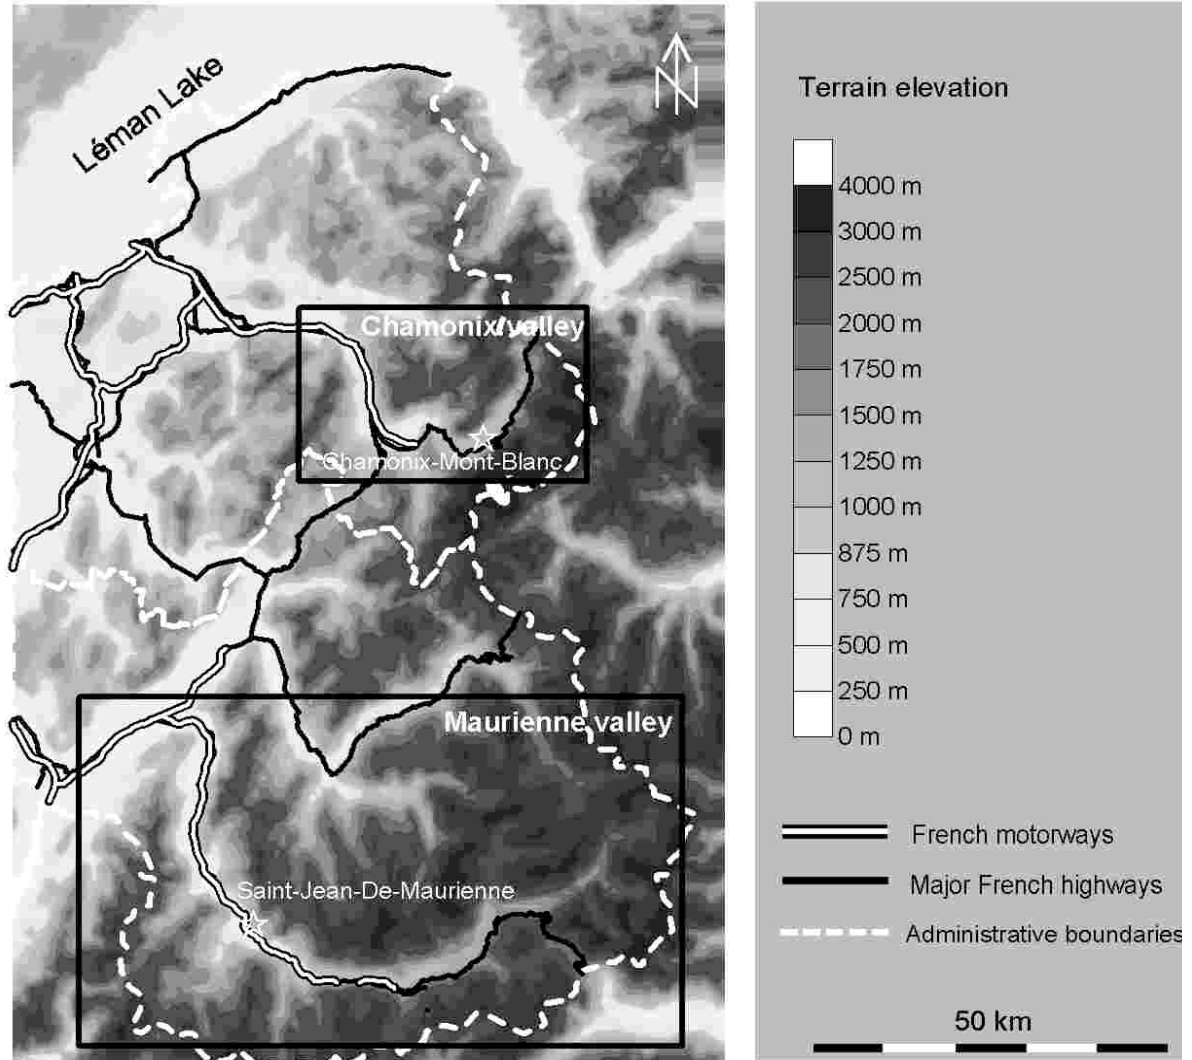 Léman Lake
N
Chamonix valley
Chamonix-Mont-Blanc
Maurienne valley
Saint-Jean-De-Maurienne
Terrain elevation
4000 m
3000 m
2500 m
2000 m
1750 m
1500 m
1250 m
1000 m
875 m
750 m
500 m
250 m
0 m
French motorways
Major French highways
Administrative boundaries
50 km